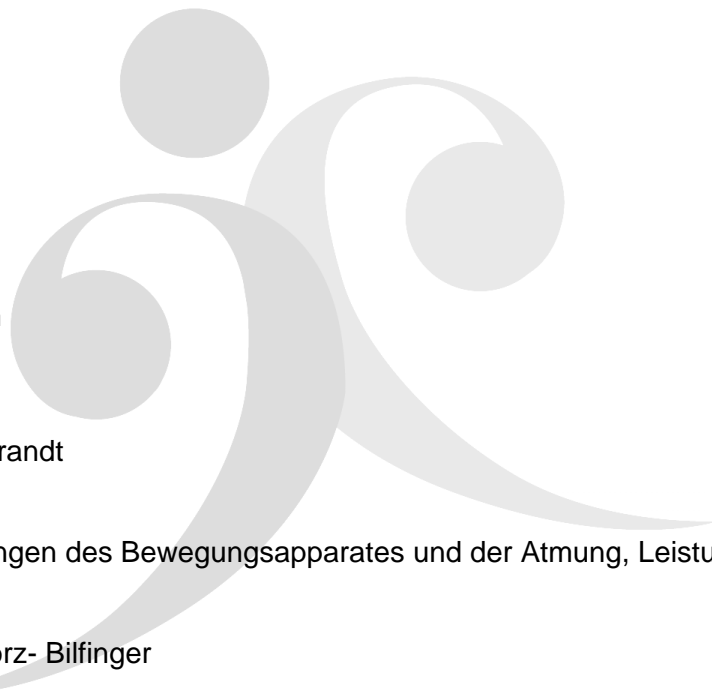 randt
ngen des Bewegungsapparates und der Atmung, Leistu
orz- Bilfinger